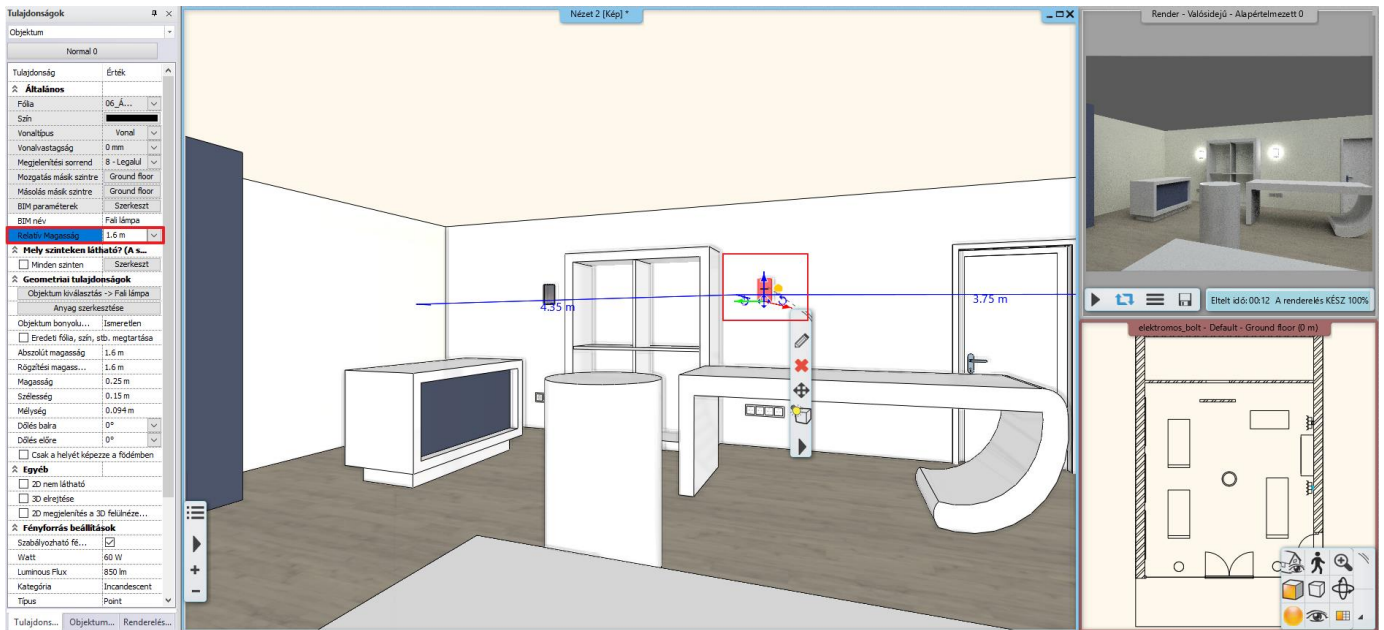 Tulajdonságok
Objektum
Normal 0
Tulajdonság Érték
Általános
Fólia 06_Á...
Szín
Vonaltípus Vonal
Vonalvastagság 0 mm
Megjelenítési sorrend 8 - Legalul
Mozgatás másik szintre Ground floor
Másolás másik szintre Ground floor
BIM paraméterek Szerkeszt
BIM név Fali lámpa
Relatív Magasság 1.6 m
Mely szinteken látható? (A s...
Minden szinten Szerkeszt
Geometriai tulajdonságok
Objektum kiválasztás -> Fali lámpa
Anyag szerkesztése
Objektum bonyolu... Ismeretlen
Eredeti fólia, szín, stb. megtartása
Abszolút magasság 1.6 m
Rögzítési magass... 1.6 m
Magasság 0.25 m
Szélesség 0.15 m
Mélység 0.094 m
Dőlés balra 0°
Dőlés előre 0°
Csak a helyét képezze a födémben
Egyéb
2D nem látható
3D elrejtése
2D megjelenítés a 3D felülnéze...
Fényforrás beállítások
Szabályozható fé...
Watt 60 W
Luminous Flux 850 lm
Kategória Incandescent
Típus Point
Tulajdons... Objektum... Renderelés...
Nézet 2 [Kép] *
4.35 m
3.75 m
Render - Valósidejű - Alapértelmezett 0
Eltelt idő: 00:12 A renderelés KÉSZ 100%
elektromos_bolt - Default - Ground floor (0 m)